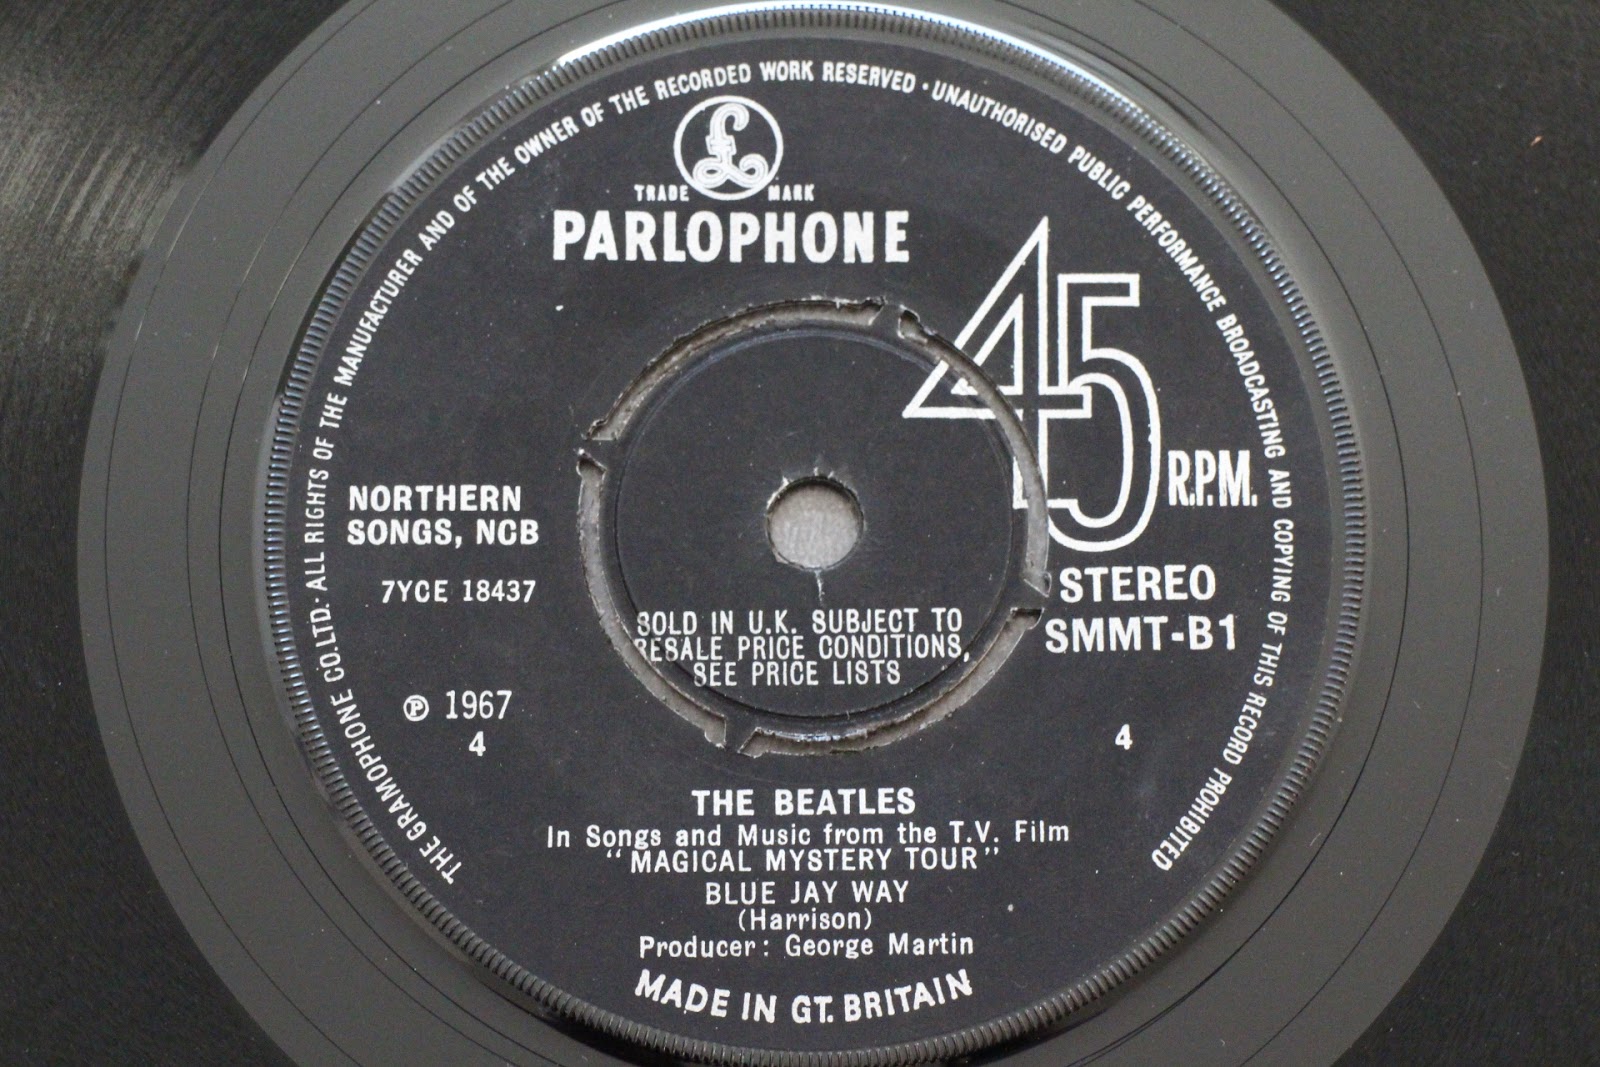 THE GRAMOPHONE CO. LTD. · ALL RIGHTS OF THE MANUFACTURER AND OF THE OWNER OF THE RECORDED WORK RESERVED · UNAUTHORISED PUBLIC PERFORMANCE BROADCASTING AND COPYING OF THIS RECORD PROHIBITED
£
TRADE MARK
PARLOPHONE
45 R.P.M.
NORTHERN
SONGS, NCB
7YCE 18437
STEREO
SMMT-B1
SOLD IN U.K. SUBJECT TO
RESALE PRICE CONDITIONS,
SEE PRICE LISTS
℗ 1967
4
4
THE BEATLES
In Songs and Music from the T.V. Film
"MAGICAL MYSTERY TOUR"
BLUE JAY WAY
(Harrison)
Producer: George Martin
MADE IN GT. BRITAIN